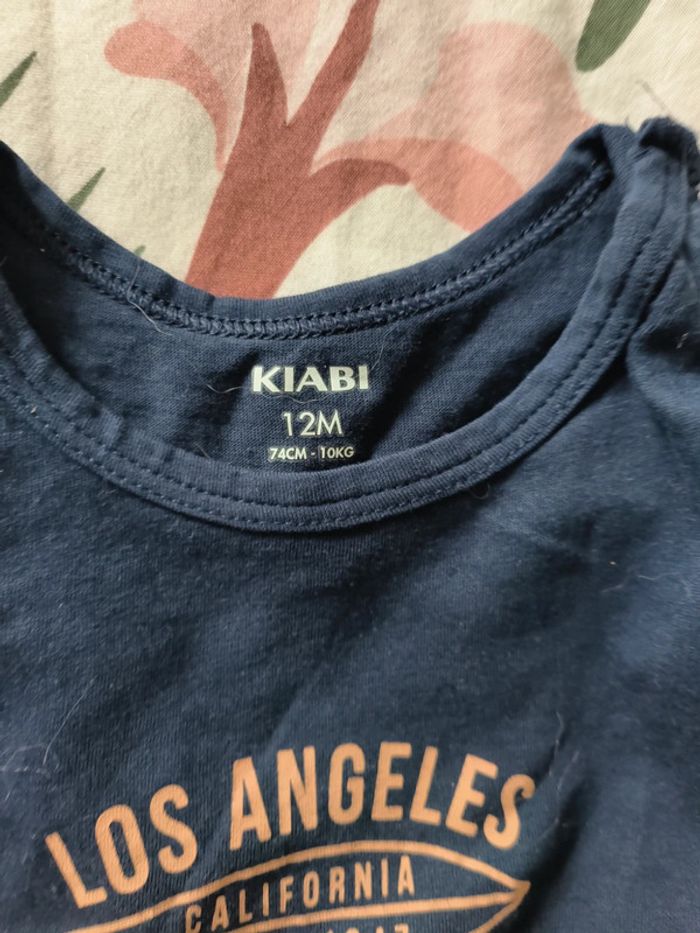 KIABI
12M
74CM - 10KG
LOS ANGELES
CALIFORNIA